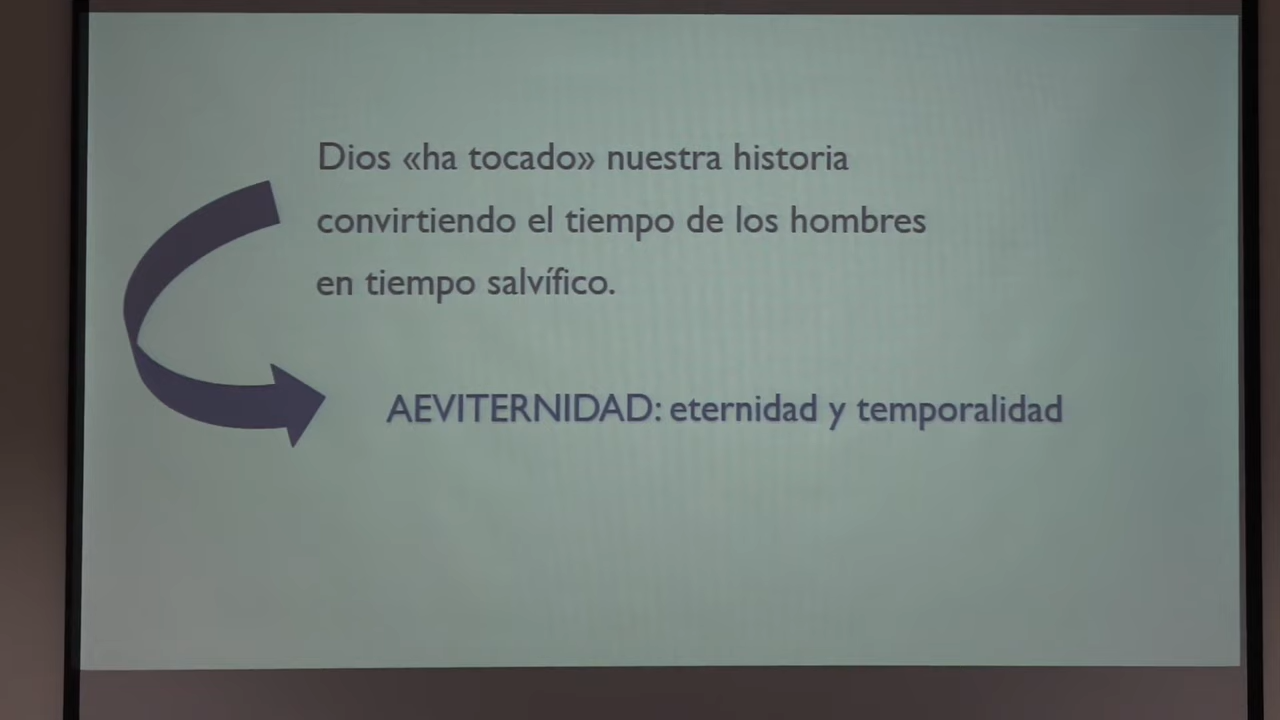 Dios «ha tocado» nuestra historia
convirtiendo el tiempo de los hombres
en tiempo salvífico.
AEVITERNIDAD: eternidad y temporalidad